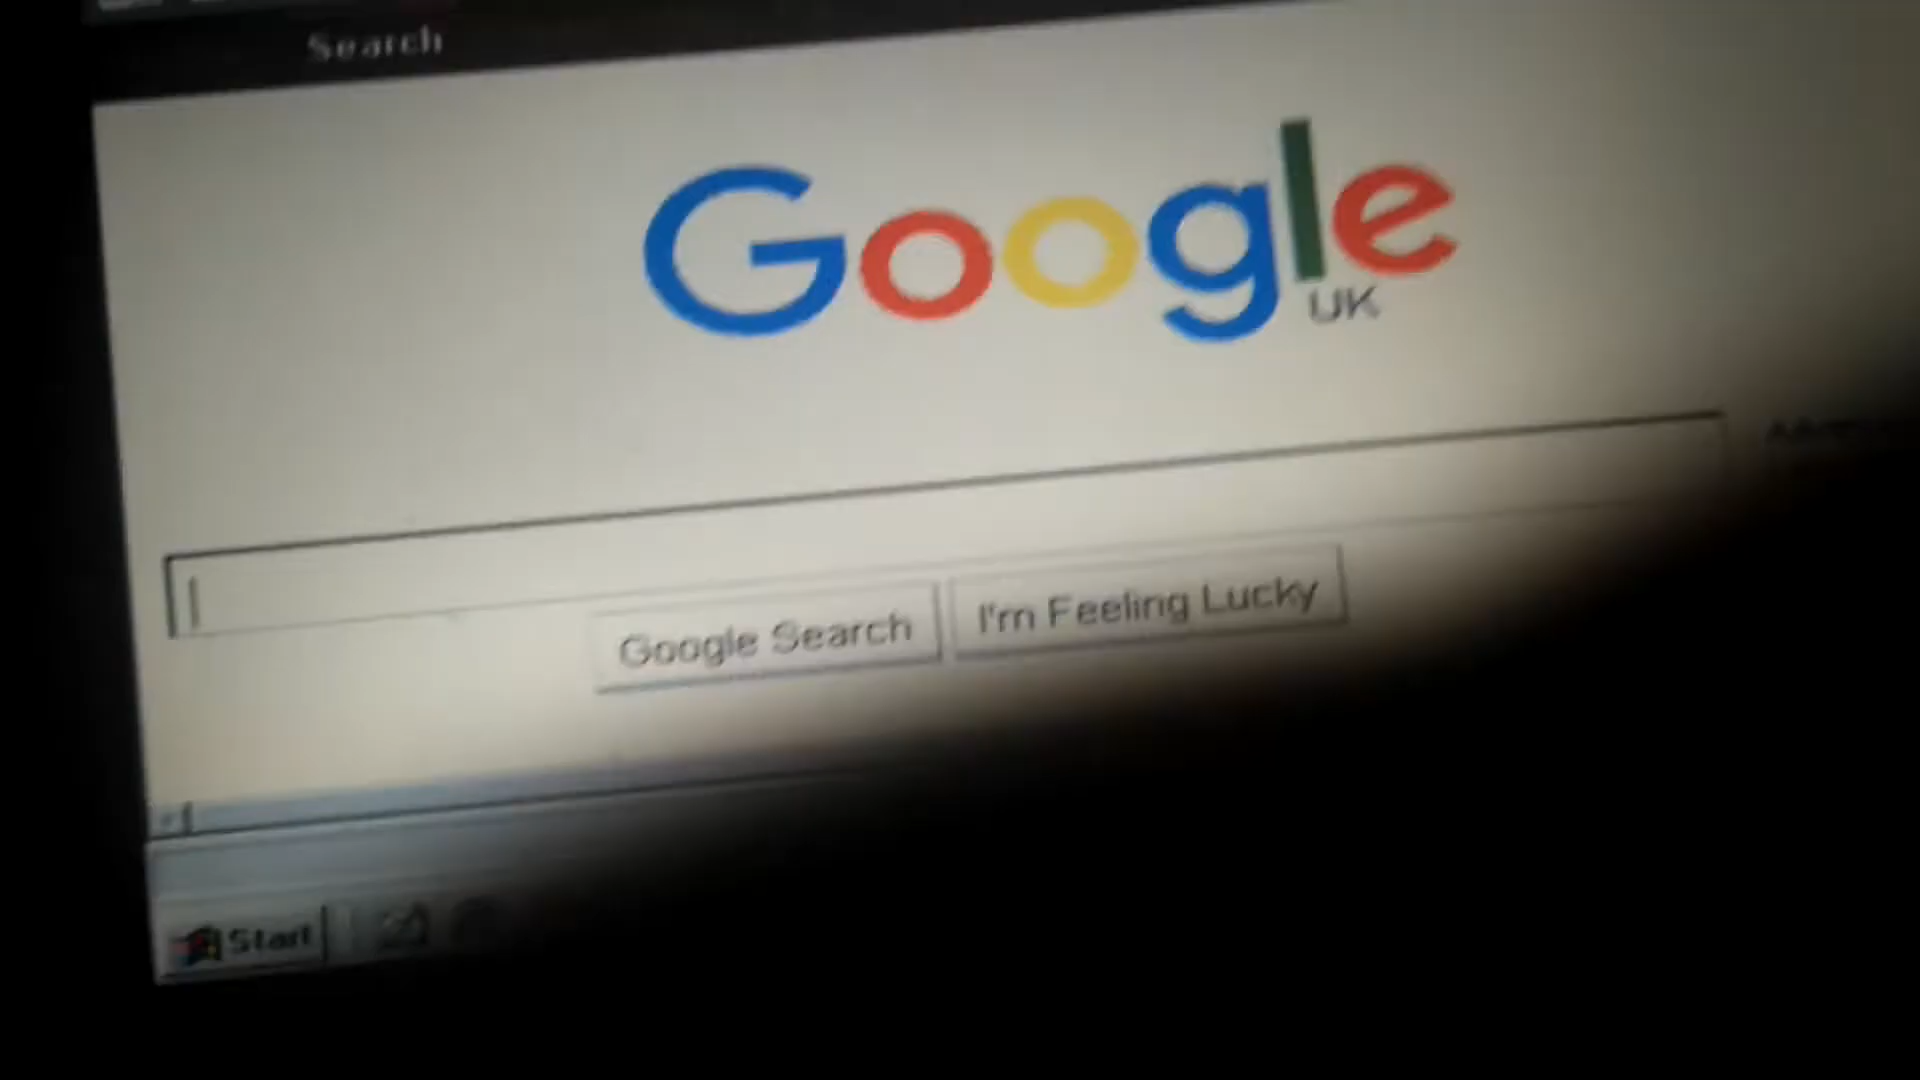 Search
Google
UK
Google Search
I'm Feeling Lucky
Start